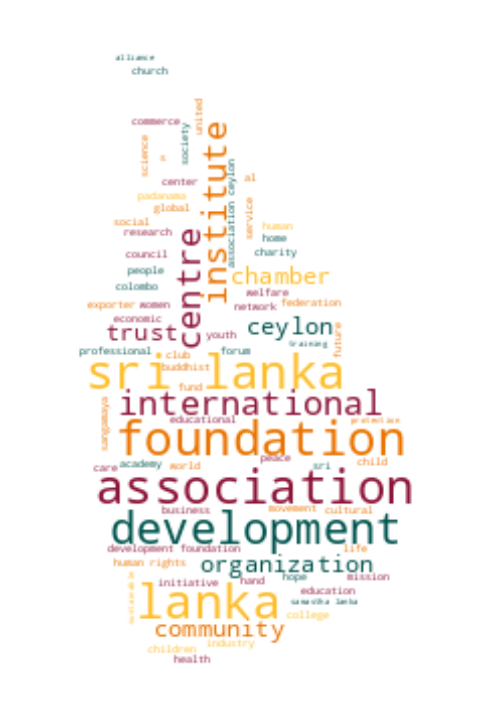 alliance
church
commerce
united
science
society
institute
s
association ceylon
center
al
padanama
global
service
social
research
centre
human
home
council
charity
people
chamber
colombo
welfare
exporter women
network
federation
economic
trust
youth
ceylon
future
training
professional
club
forum
buddhist
sri lanka
fund
international
sangamaya
educational
foundation
protection
peace
care
academy
world
sri
child
association
business
movement
cultural
development
development foundation
life
human rights
organization
initiative
hand
hope
mission
education
lanka
samastha lanka
college
community
industry
children
health